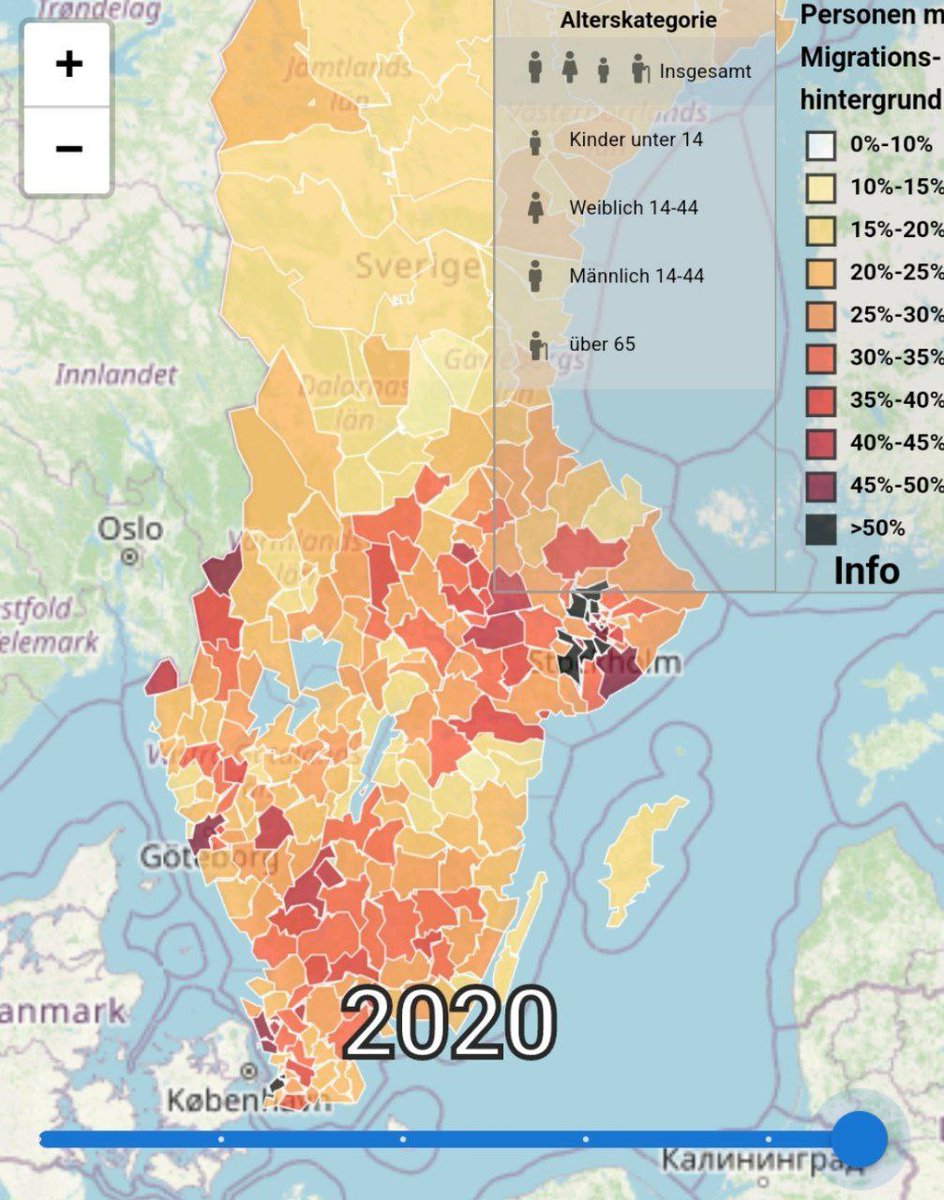 Trøndelag
+
−
Jämtlands
län
Alterskategorie
Insgesamt
Kinder unter 14
Weiblich 14-44
Männlich 14-44
über 65
Västernorrlands
Personen m
Migrations-
hintergrund
0%-10%
10%-15%
15%-20%
20%-25%
25%-30%
30%-35%
35%-40%
40%-45%
45%-50%
>50%
Info
Sverige
Innlandet
Dalarnas
län
Gävleborgs
län
Oslo
Värmlands
län
stfold
elemark
Stockholm
Västra Götalands
län
Göteborg
anmark
2020
København
Калининград